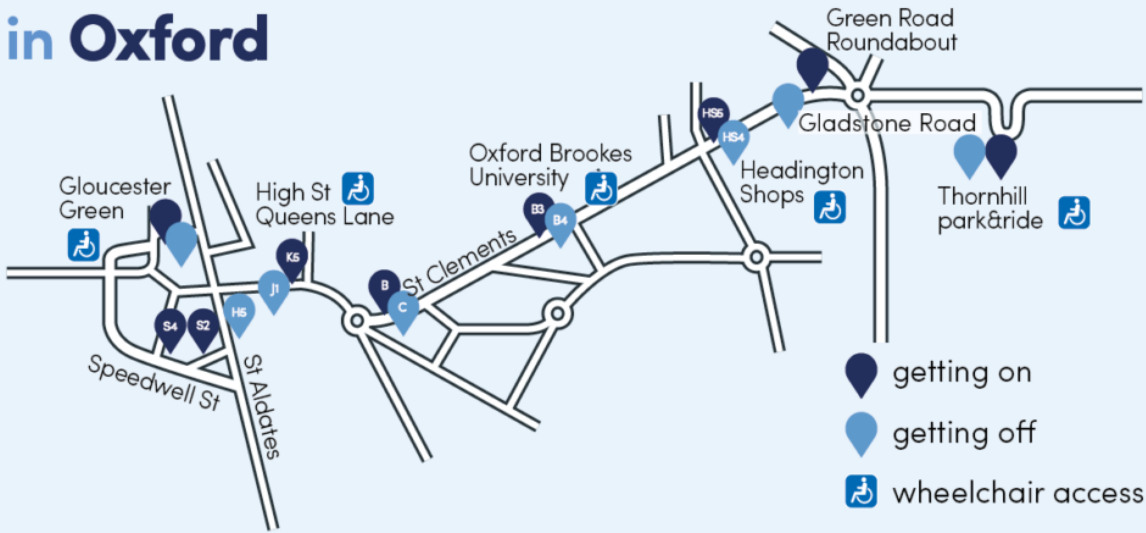 in Oxford
Green Road
Roundabout
Gladstone Road
HS5
HS4
Headington
Shops
Thornhill
park&ride
Oxford Brookes
University
B3
B4
Gloucester
Green
High St
Queens Lane
K5
J1
B
C
St Clements
S4
S2
H5
Speedwell St
St Aldates
getting on
getting off
wheelchair access